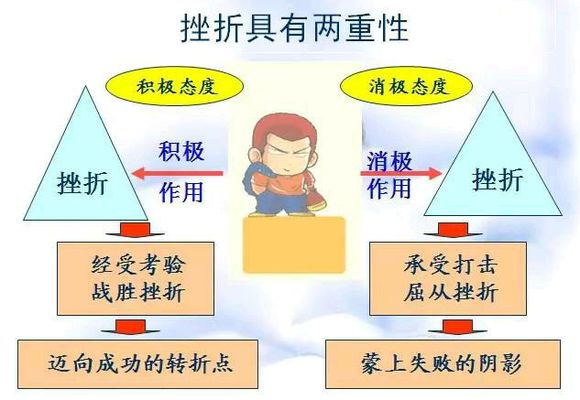 挫折具有两重性
积极态度
消极态度
积极
作用
消极
作用
挫折
挫折
经受考验
战胜挫折
承受打击
屈从挫折
迈向成功的转折点
蒙上失败的阴影